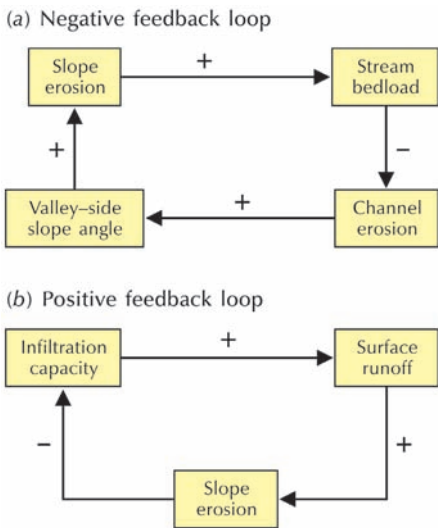 (a) Negative feedback loop
Slope
erosion
+
Stream
bedload
+
–
Valley–side
slope angle
+
Channel
erosion
(b) Positive feedback loop
Infiltration
capacity
+
Surface
runoff
–
+
Slope
erosion